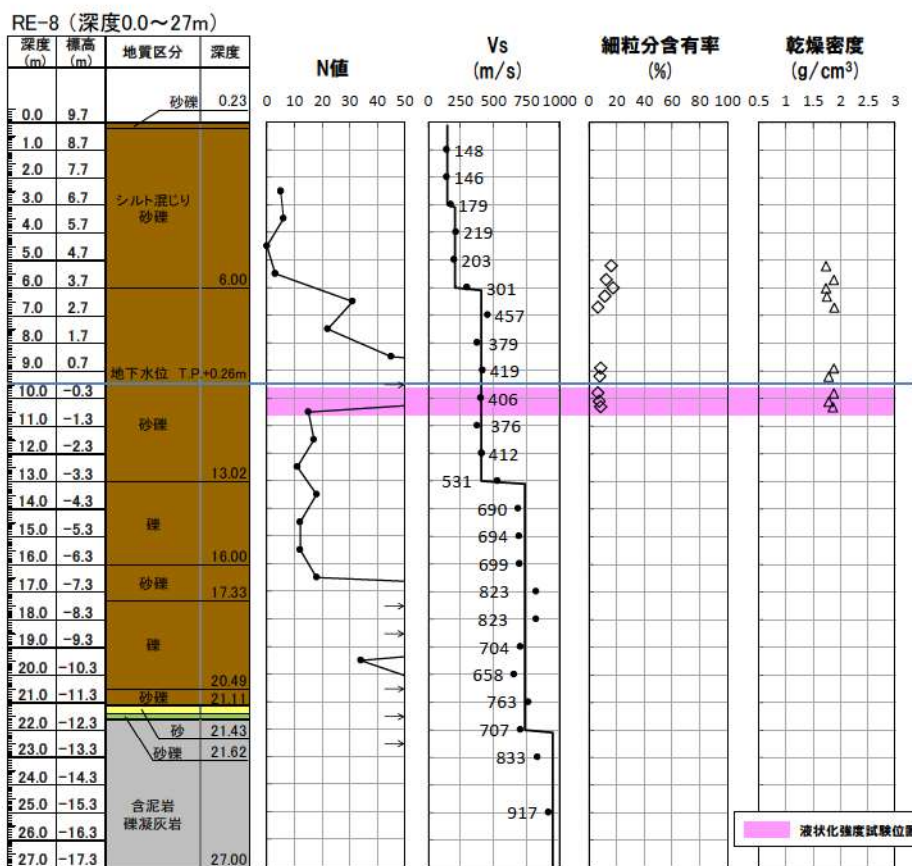 RE-8（深度0.0～27m）
深度 標高 地質区分 深度
(m) (m)
N値
Vs
(m/s)
細粒分含有率
(%)
乾燥密度
(g/cm³)
砂礫 0.23
0 10 20 30 40 50
0 250 500 750 1000
0 20 40 60 80 100
0.5 1 1.5 2 2.5 3
0.0 9.7
1.0 8.7 148
2.0 7.7 146
シルト混じり
砂礫
3.0 6.7 179
4.0 5.7 219
5.0 4.7 203
6.00
6.0 3.7 301
7.0 2.7 457
8.0 1.7 379
9.0 0.7 419
地下水位 T.P.+0.26m
10.0 -0.3 406
砂礫
11.0 -1.3 376
12.0 -2.3 412
13.02
13.0 -3.3 531
14.0 -4.3 690
礫
15.0 -5.3 694
16.00
16.0 -6.3 699
砂礫
17.0 -7.3 823
17.33
18.0 -8.3 823
19.0 -9.3 704
礫
20.0 -10.3 658
20.49
21.0 -11.3 763
砂礫 21.11
22.0 -12.3 707
砂 21.43
砂礫 21.62
23.0 -13.3 833
24.0 -14.3
25.0 -15.3 917
含泥岩
礫凝灰岩
26.0 -16.3
27.0 -17.3 27.00
液状化強度試験位置